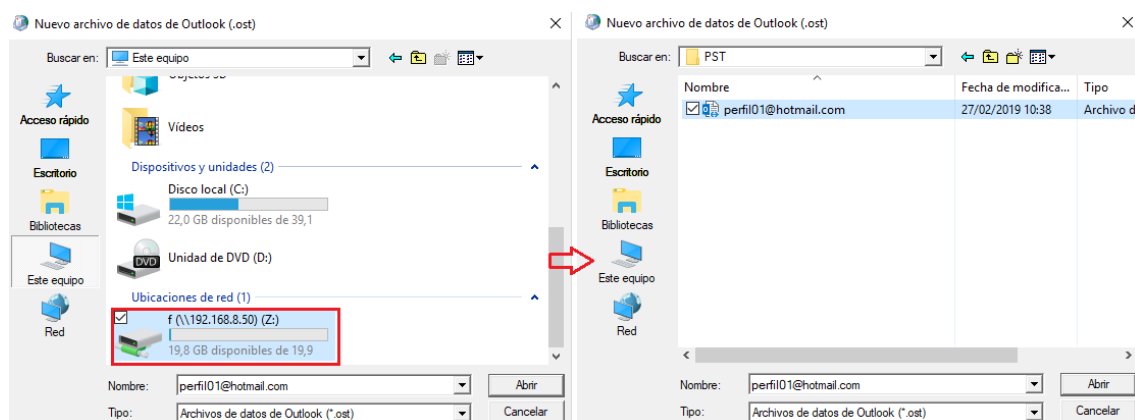 Nuevo archivo de datos de Outlook (.ost)
Buscar en:
Este equipo
Acceso rápido
Escritorio
Bibliotecas
Este equipo
Red
Objetos 3D
Vídeos
Dispositivos y unidades (2)
Disco local (C:)
22,0 GB disponibles de 39,1
DVD
Unidad de DVD (D:)
Ubicaciones de red (1)
f (\\192.168.8.50) (Z:)
19,8 GB disponibles de 19,9
Nombre:
perfil01@hotmail.com
Abrir
Tipo:
Archivos de datos de Outlook (*.ost)
Cancelar
Nuevo archivo de datos de Outlook (.ost)
Buscar en:
PST
Acceso rápido
Escritorio
Bibliotecas
Este equipo
Red
Nombre
Fecha de modifica...
Tipo
perfil01@hotmail.com
27/02/2019 10:38
Archivo d
Nombre:
perfil01@hotmail.com
Abrir
Tipo:
Archivos de datos de Outlook (*.ost)
Cancelar